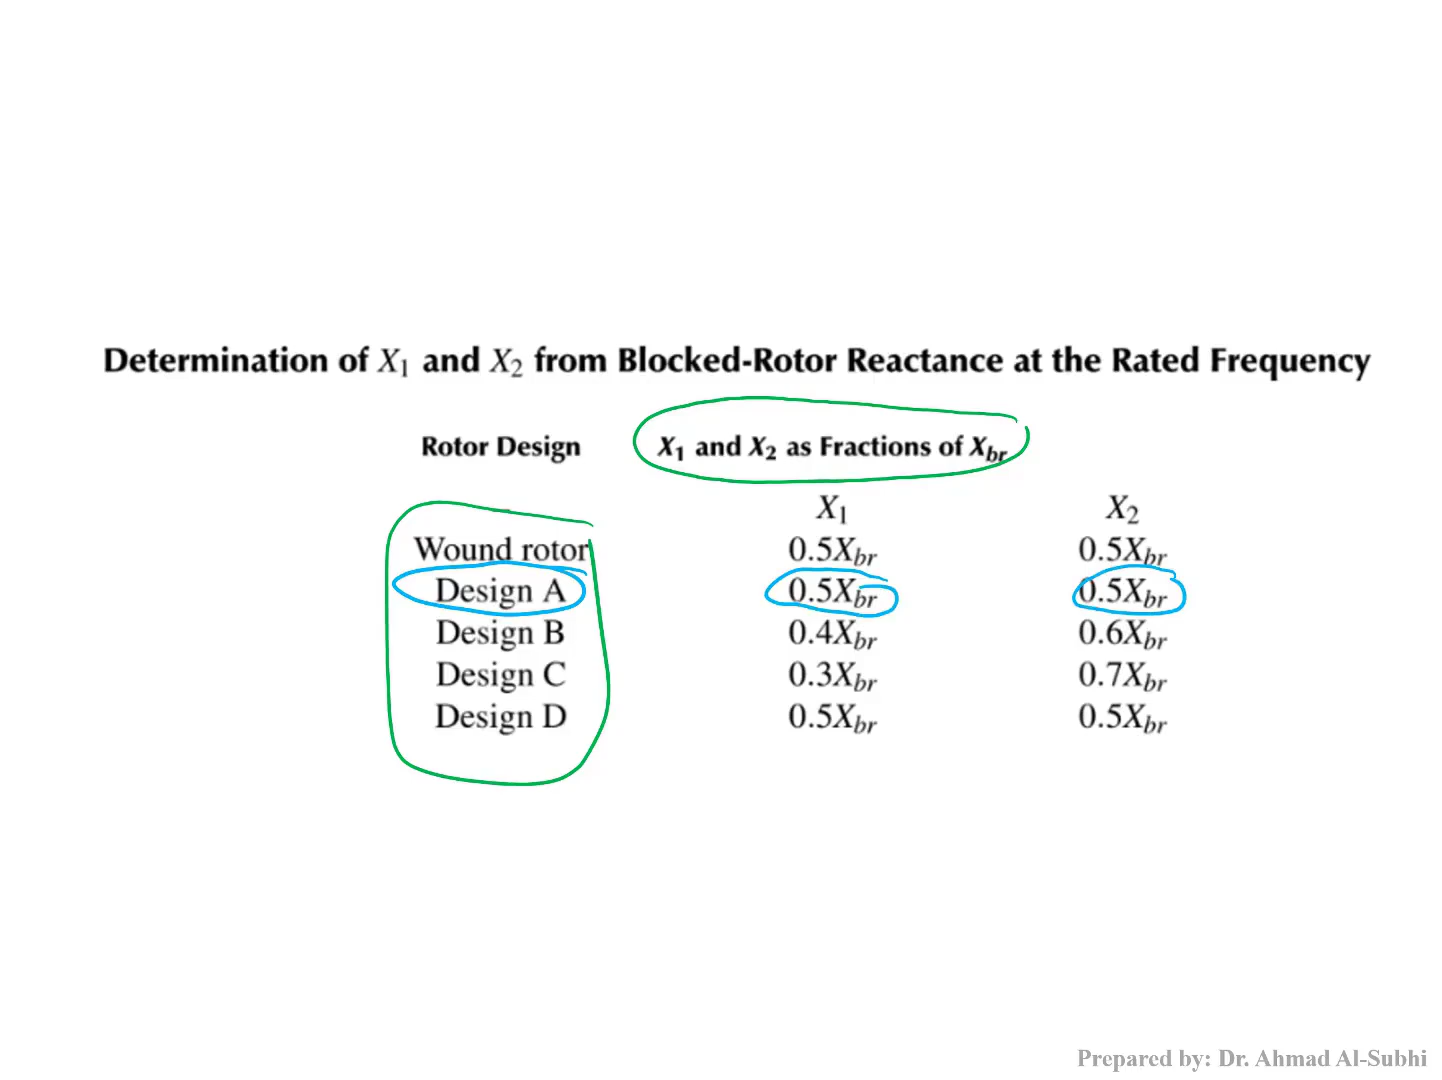 Determination of X1 and X2 from Blocked-Rotor Reactance at the Rated Frequency
Rotor Design X1 and X2 as Fractions of Xbr
X1 X2
Wound rotor 0.5Xbr 0.5Xbr
Design A 0.5Xbr 0.5Xbr
Design B 0.4Xbr 0.6Xbr
Design C 0.3Xbr 0.7Xbr
Design D 0.5Xbr 0.5Xbr
Prepared by: Dr. Ahmad Al-Subhi